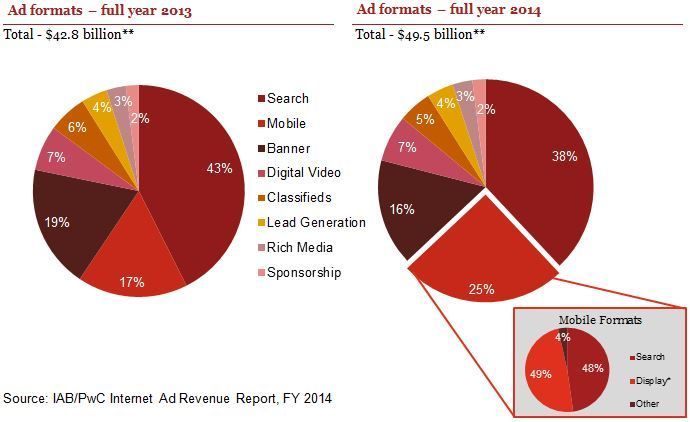 Ad formats – full year 2013
Total - $42.8 billion**
43%
17%
19%
7%
6%
4%
3%
2%
Search
Mobile
Banner
Digital Video
Classifieds
Lead Generation
Rich Media
Sponsorship
Ad formats – full year 2014
Total - $49.5 billion**
38%
25%
16%
7%
5%
4%
3%
2%
Mobile Formats
4%
49%
48%
Search
Display*
Other
Source: IAB/PwC Internet Ad Revenue Report, FY 2014